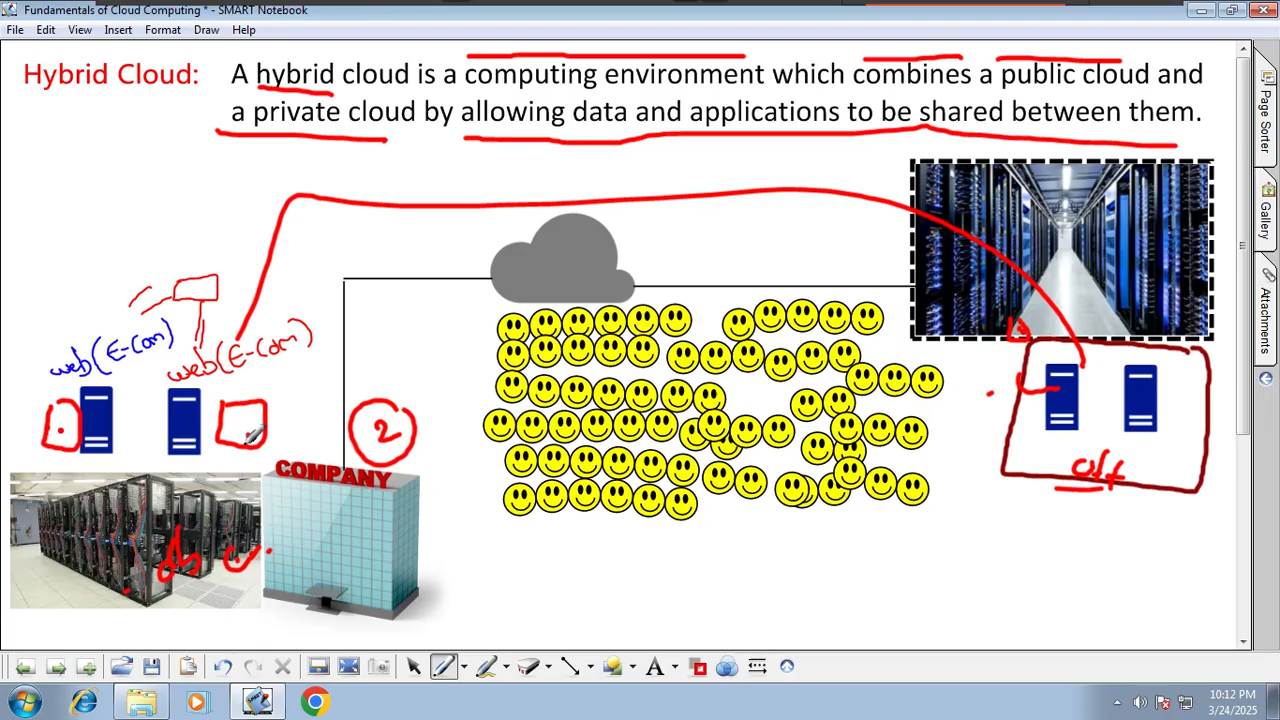 Fundamentals of Cloud Computing * - SMART Notebook
File Edit View Insert Format Draw Help
Hybrid Cloud: A hybrid cloud is a computing environment which combines a public cloud and
a private cloud by allowing data and applications to be shared between them.
web(E-Com)
web(E-Com)
2
COMPANY
Page Sorter
Gallery
Attachments
A
10:12 PM
3/24/2025